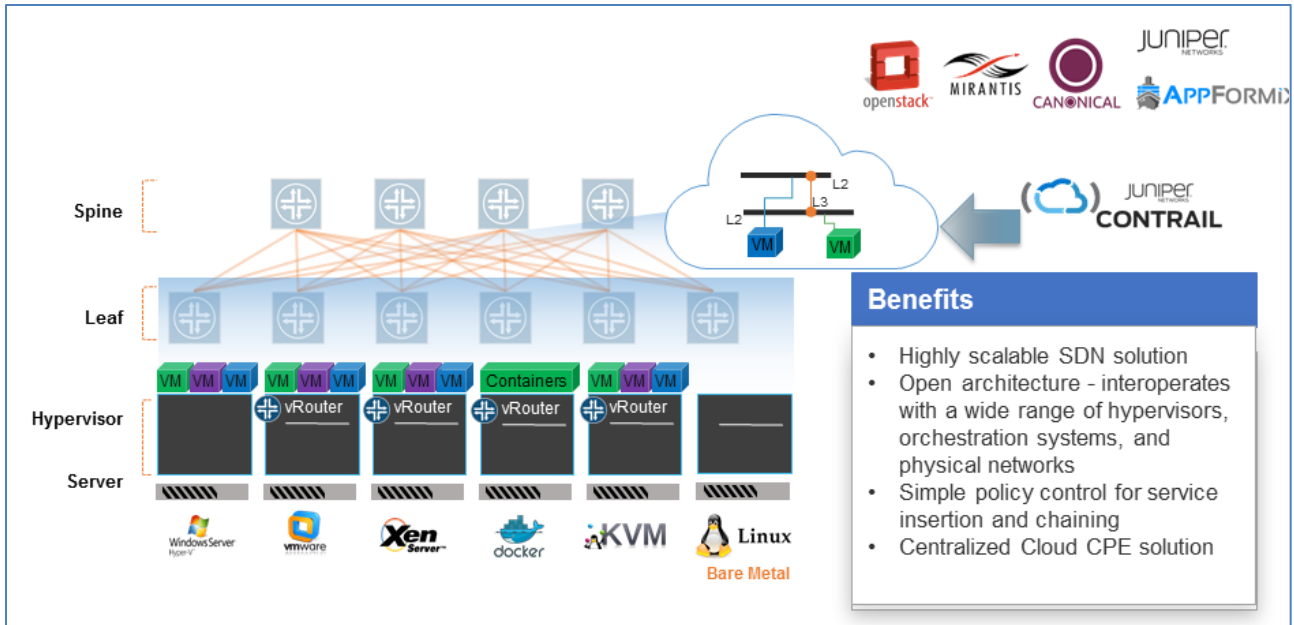 JUNIPER
NETWORKS
openstack
MIRANTIS
CANONICAL
APPFORMIX
Spine
L2
L3
L2
VM
VM
JUNIPER
NETWORKS
CONTRAIL
Leaf
Benefits
• Highly scalable SDN solution
• Open architecture - interoperates
with a wide range of hypervisors,
orchestration systems, and
physical networks
• Simple policy control for service
insertion and chaining
• Centralized Cloud CPE solution
VM VM VM
VM VM VM
VM VM VM
Containers
VM VM VM
Hypervisor
vRouter
vRouter
vRouter
vRouter
Server
WindowsServer
Hyper-V
vmware
Xen
Server™
docker
KVM
Linux
Bare Metal